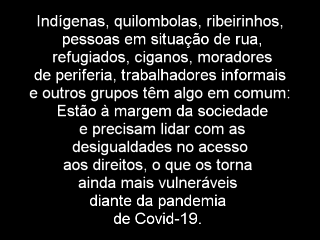 Indígenas, quilombolas, ribeirinhos,
pessoas em situação de rua,
refugiados, ciganos, moradores
de periferia, trabalhadores informais
e outros grupos têm algo em comum:
Estão à margem da sociedade
e precisam lidar com as
desigualdades no acesso
aos direitos, o que os torna
ainda mais vulneráveis
diante da pandemia
de Covid-19.